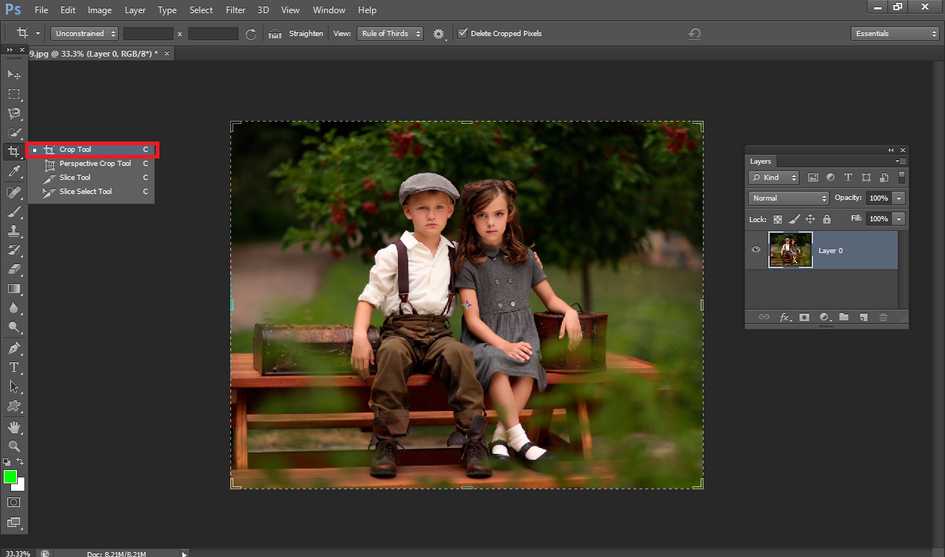 Ps File Edit Image Layer Type Select Filter 3D View Window Help
Unconstrained x Straighten View: Rule of Thirds Delete Cropped Pixels Essentials
9.jpg @ 33.3% (Layer 0, RGB/8*) * ×
Crop Tool C
Perspective Crop Tool C
Slice Tool C
Slice Select Tool C
Layers
Kind
Normal Opacity: 100%
Lock: Fill: 100%
Layer 0
fx
33.33% Doc: 8.21M/8.21M